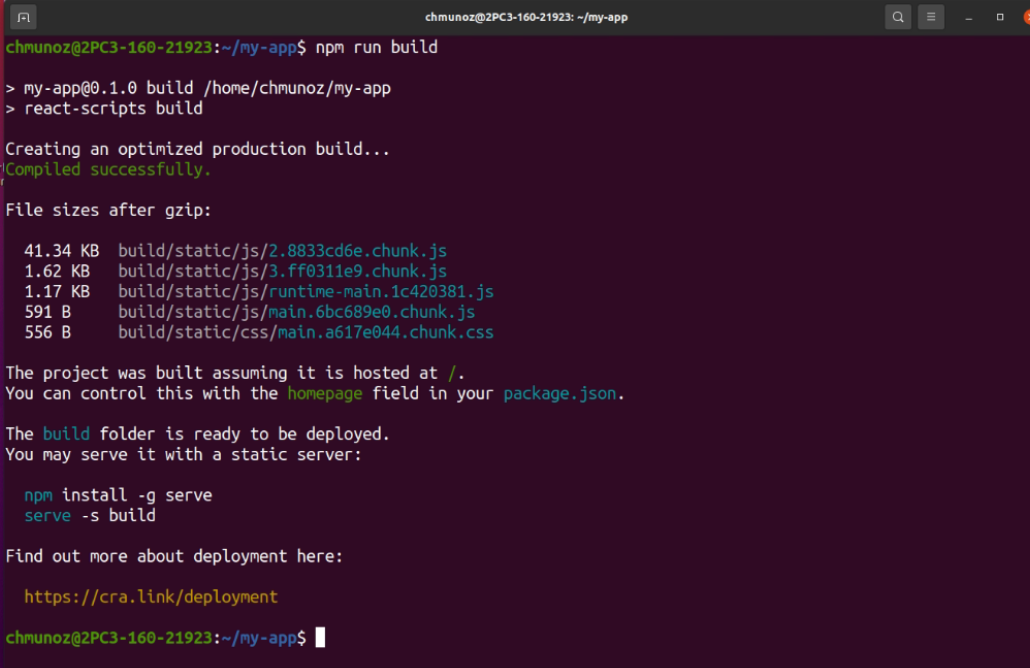 chmunoz@2PC3-160-21923: ~/my-app
chmunoz@2PC3-160-21923:~/my-app$ npm run build
> my-app@0.1.0 build /home/chmunoz/my-app
> react-scripts build
Creating an optimized production build...
Compiled successfully.
File sizes after gzip:
41.34 KB build/static/js/2.8833cd6e.chunk.js
1.62 KB build/static/js/3.ff0311e9.chunk.js
1.17 KB build/static/js/runtime-main.1c420381.js
591 B build/static/js/main.6bc689e0.chunk.js
556 B build/static/css/main.a617e044.chunk.css
The project was built assuming it is hosted at /.
You can control this with the homepage field in your package.json.
The build folder is ready to be deployed.
You may serve it with a static server:
npm install -g serve
serve -s build
Find out more about deployment here:
https://cra.link/deployment
chmunoz@2PC3-160-21923:~/my-app$